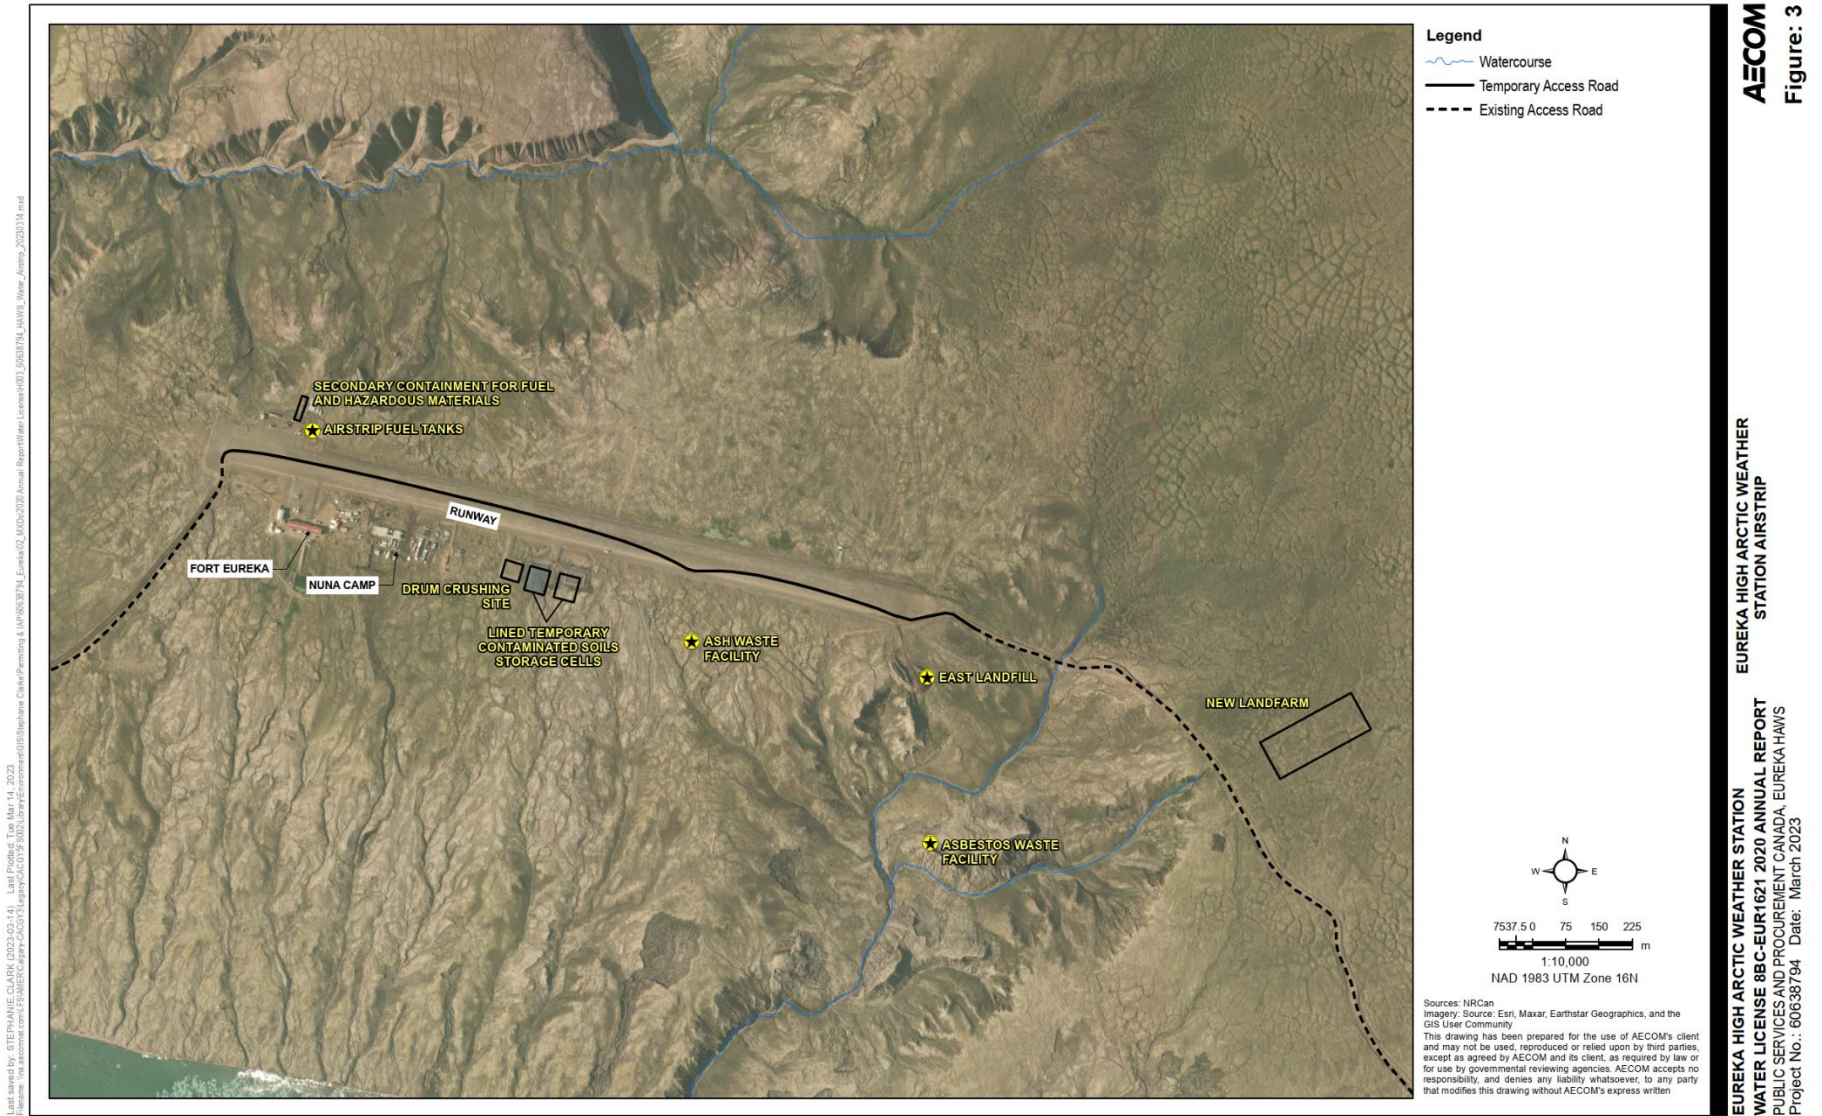 SECONDARY CONTAINMENT FOR FUEL
AND HAZARDOUS MATERIALS
AIRSTRIP FUEL TANKS
RUNWAY
FORT EUREKA
NUNA CAMP
DRUM CRUSHING
SITE
LINED TEMPORARY
CONTAMINATED SOILS
STORAGE CELLS
ASH WASTE
FACILITY
EAST LANDFILL
NEW LANDFARM
ASBESTOS WASTE
FACILITY
Legend
Watercourse
Temporary Access Road
Existing Access Road
N
W
E
S
7537.5 0 75 150 225
m
1:10,000
NAD 1983 UTM Zone 16N
Sources: NRCan
Imagery: Source: Esri, Maxar, Earthstar Geographics, and the
GIS User Community
This drawing has been prepared for the use of AECOM's client
and may not be used, reproduced or relied upon by third parties,
except as agreed by AECOM and its client, as required by law or
for use by governmental reviewing agencies. AECOM accepts no
responsibility, and denies any liability whatsoever, to any party
that modifies this drawing without AECOM's express written
AECOM
Figure: 3
EUREKA HIGH ARCTIC WEATHER
STATION AIRSTRIP
EUREKA HIGH ARCTIC WEATHER STATION
WATER LICENSE 8BC-EUR1621 2020 ANNUAL REPORT
PUBLIC SERVICES AND PROCUREMENT CANADA, EUREKA HAWS
Project No.: 60638794 Date: March 2023
Last saved by: STEPHANIE.CLARK (2023-03-14) Last Plotted: Tue Mar 14, 2023